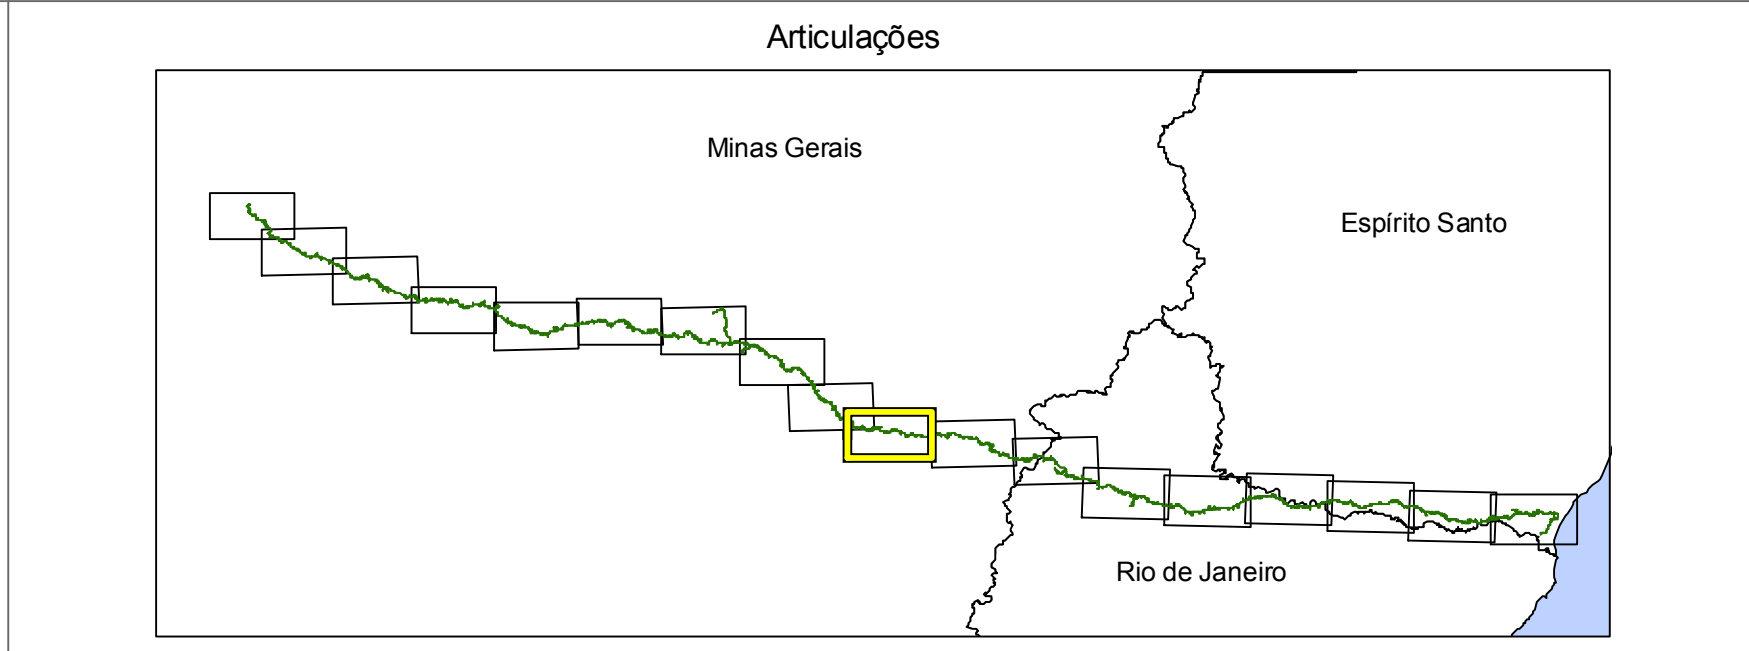 Articulações
Minas Gerais
Espírito Santo
Rio de Janeiro